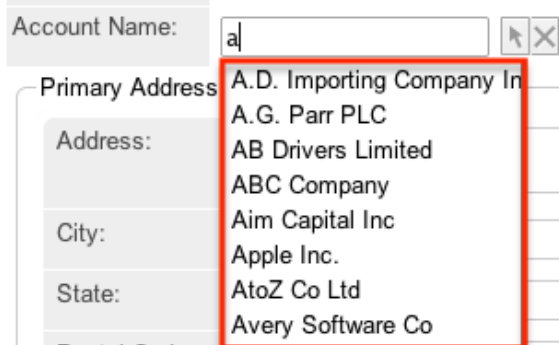 Account Name:
a
Primary Address
A.D. Importing Company In
A.G. Parr PLC
Address:
AB Drivers Limited
ABC Company
Aim Capital Inc
City:
Apple Inc.
State:
AtoZ Co Ltd
Avery Software Co